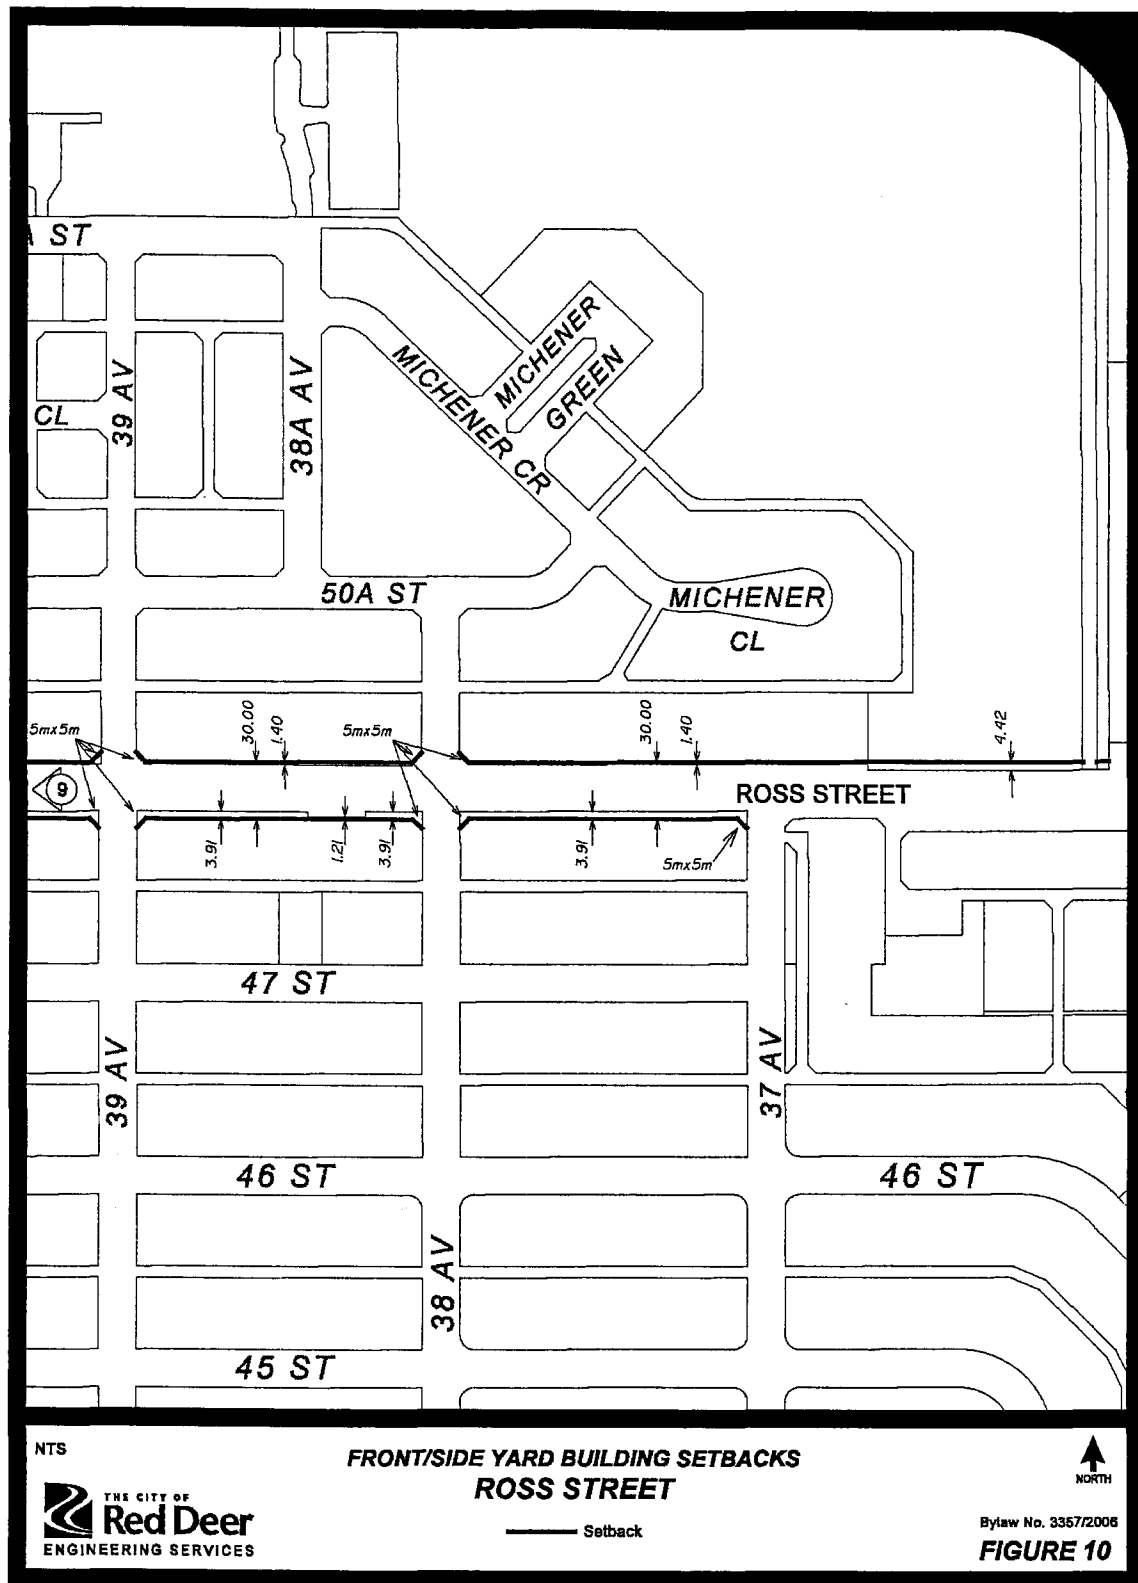 A ST
MICHENER
GREEN
MICHENER CR
39 AV
38A AV
CL
50A ST
MICHENER
CL
5mx5m
30.00
1.40
5mx5m
30.00
1.40
4.42
9
ROSS STREET
3.91
1.21
3.91
3.91
5mx5m
47 ST
39 AV
37 AV
46 ST
46 ST
38 AV
45 ST
NTS
FRONT/SIDE YARD BUILDING SETBACKS
ROSS STREET
Setback
NORTH
THE CITY OF
Red Deer
ENGINEERING SERVICES
Bylaw No. 3357/2006
FIGURE 10